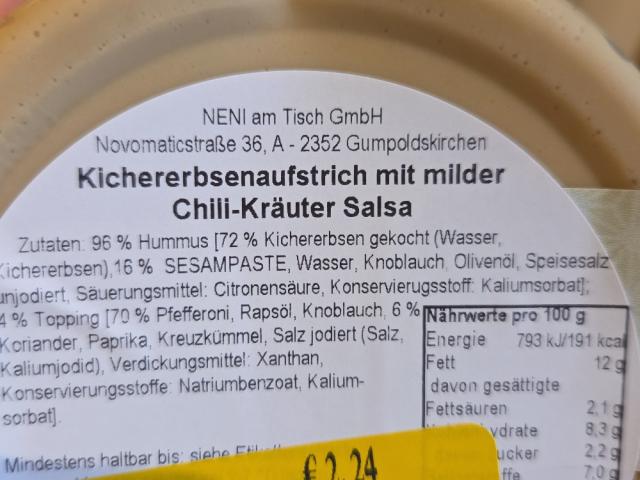 NENI am Tisch GmbH
Novomaticstraße 36, A - 2352 Gumpoldskirchen
Kichererbsenaufstrich mit milder
Chili-Kräuter Salsa
Zutaten: 96 % Hummus [72 % Kichererbsen gekocht (Wasser,
Kichererbsen),16 % SESAMPASTE, Wasser, Knoblauch, Olivenöl, Speisesalz
unjodiert, Säuerungsmittel: Citronensäure, Konservierugsstoff: Kaliumsorbat];
4 % Topping [70 % Pfefferoni, Rapsöl, Knoblauch, 6 %
Koriander, Paprika, Kreuzkümmel, Salz jodiert (Salz,
Kaliumjodid), Verdickungsmittel: Xanthan,
Konservierungsstoffe: Natriumbenzoat, Kalium-
sorbat].
Mindestens haltbar bis: siehe
Nährwerte pro 100 g
Energie 793 kJ/191 kcal
Fett 12 g
davon gesättigte
Fettsäuren 2,1 g
ydrate 8,3 g
ucker 2,2 g
ffe 7,0 g
€ 2,24